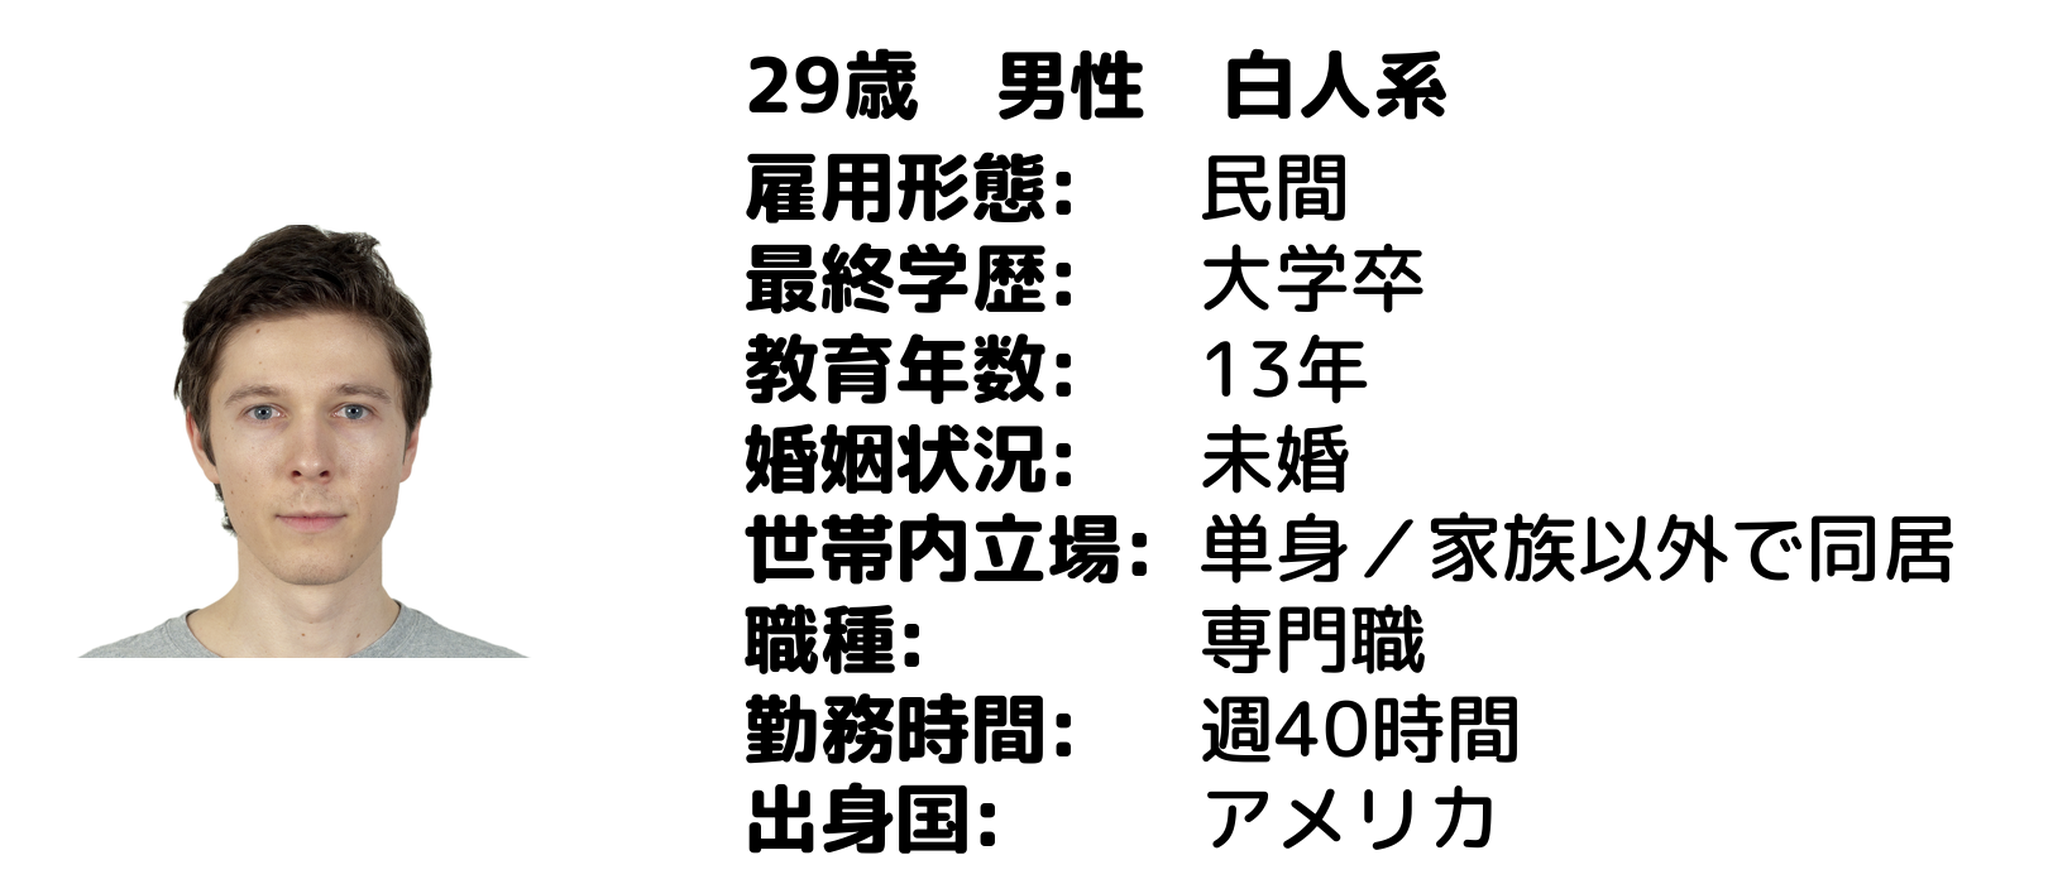 29歳　男性　白人系
雇用形態:　民間
最終学歴:　大学卒
教育年数:　13年
婚姻状況:　未婚
世帯内立場:　単身／家族以外で同居
職種:　専門職
勤務時間:　週40時間
出身国:　アメリカ